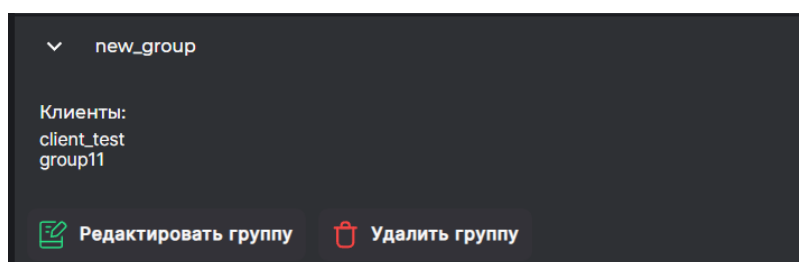 new_group
Клиенты:
client_test
group11
Редактировать группу Удалить группу